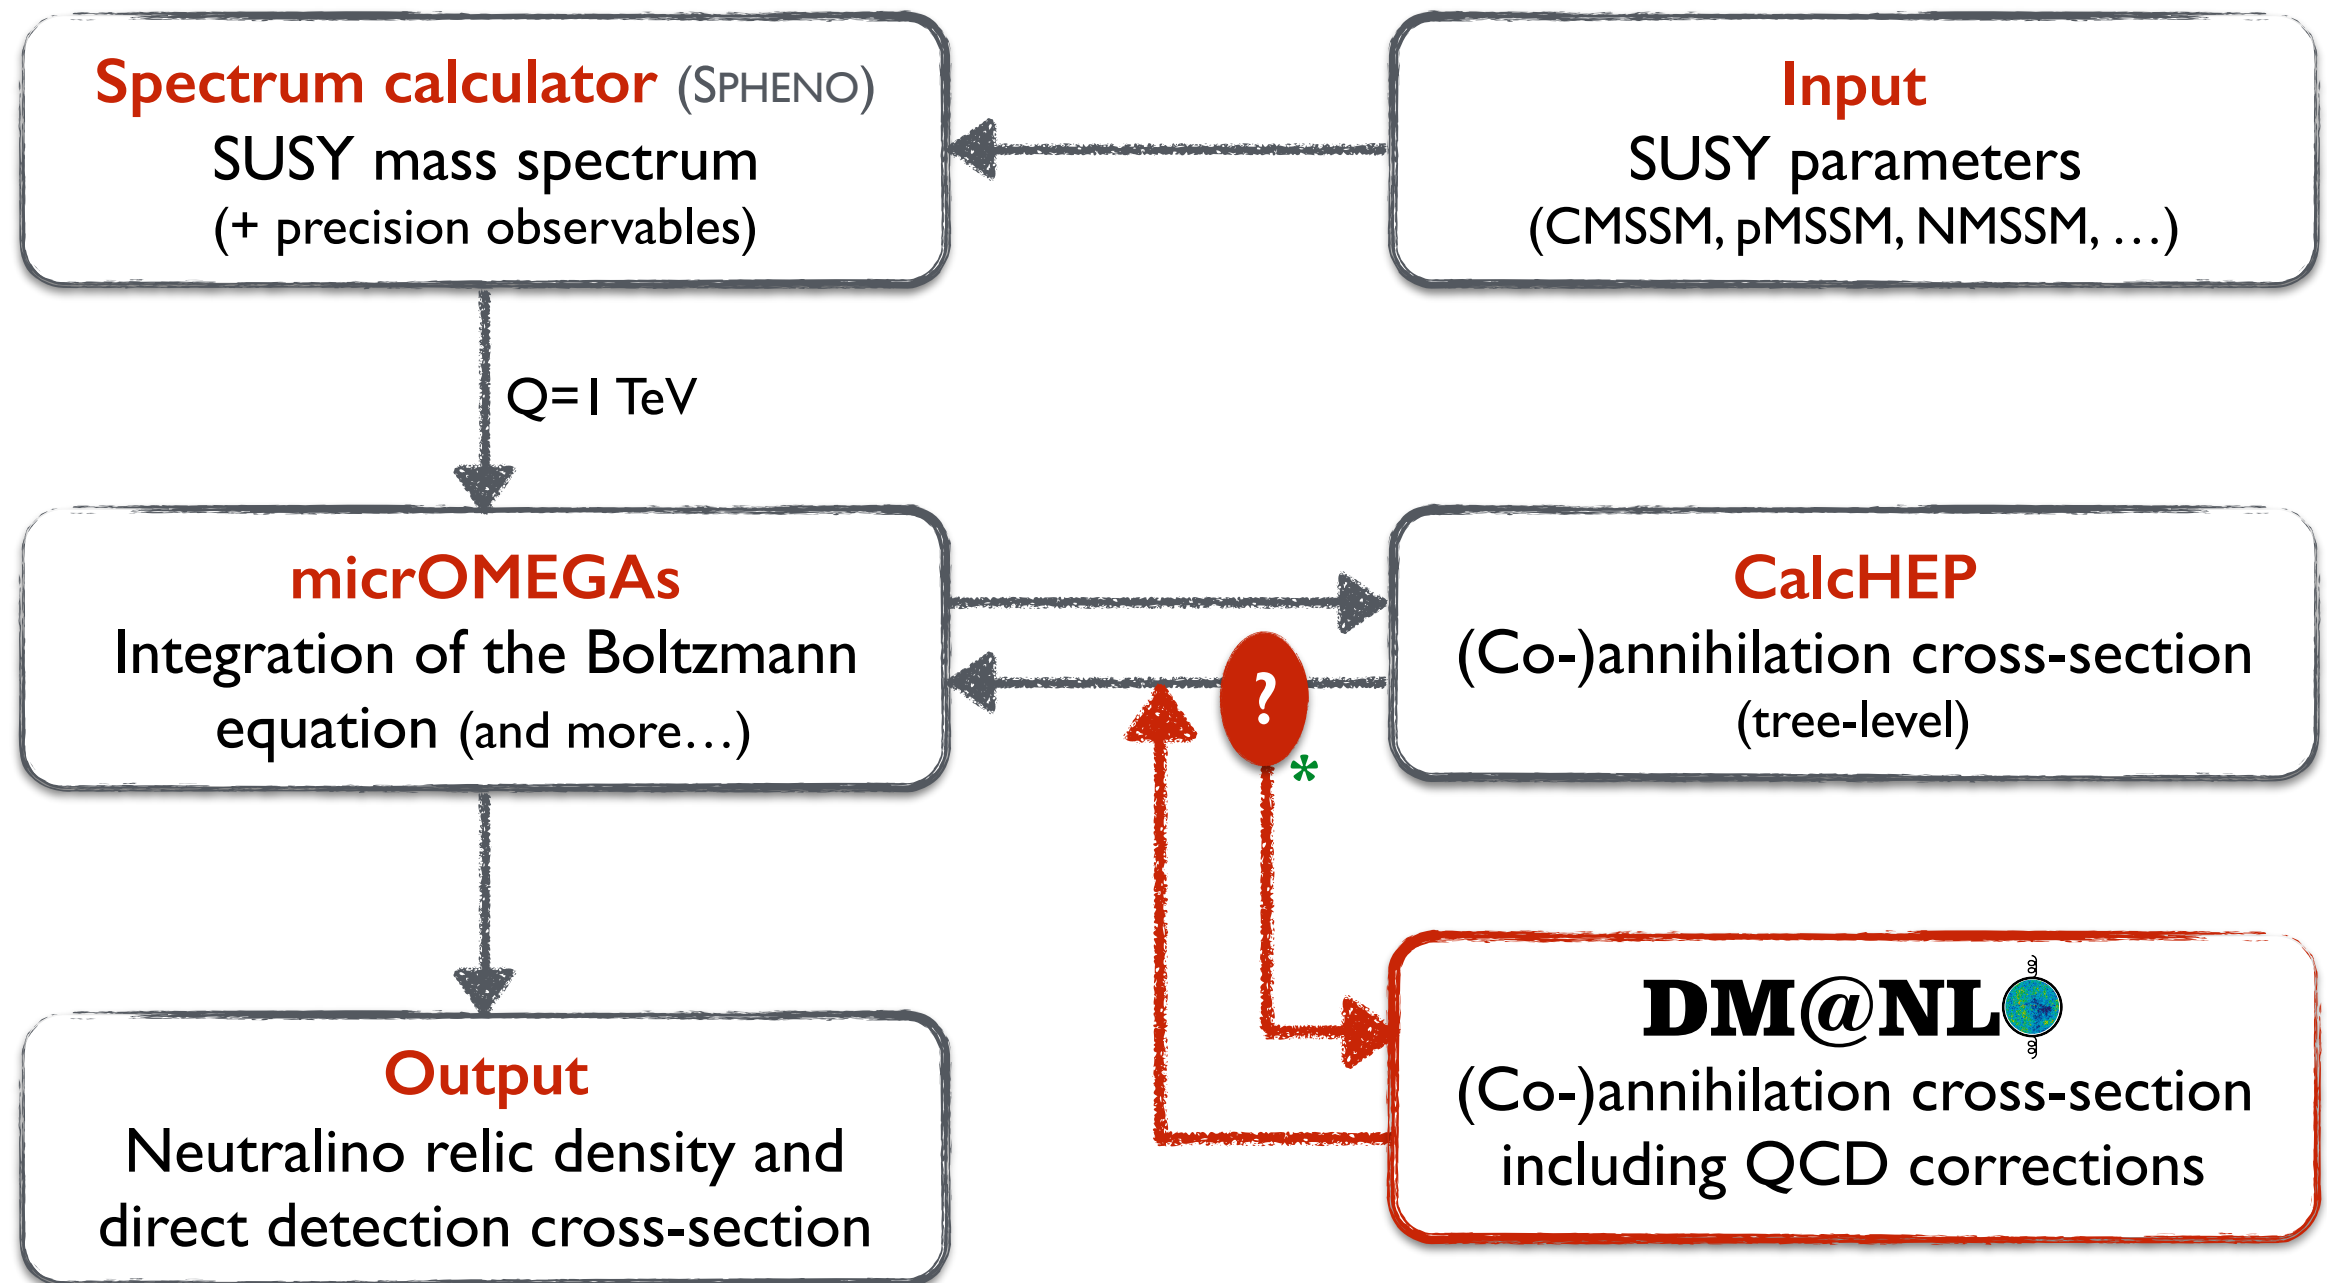 Spectrum calculator (SPHENO)
SUSY mass spectrum
(+ precision observables)
Input
SUSY parameters
(CMSSM, pMSSM, NMSSM, …)
Q=1 TeV
micrOMEGAs
Integration of the Boltzmann
equation (and more…)
CalcHEP
(Co-)annihilation cross-section
(tree-level)
?
*
Output
Neutralino relic density and
direct detection cross-section
DM@NLO
(Co-)annihilation cross-section
including QCD corrections